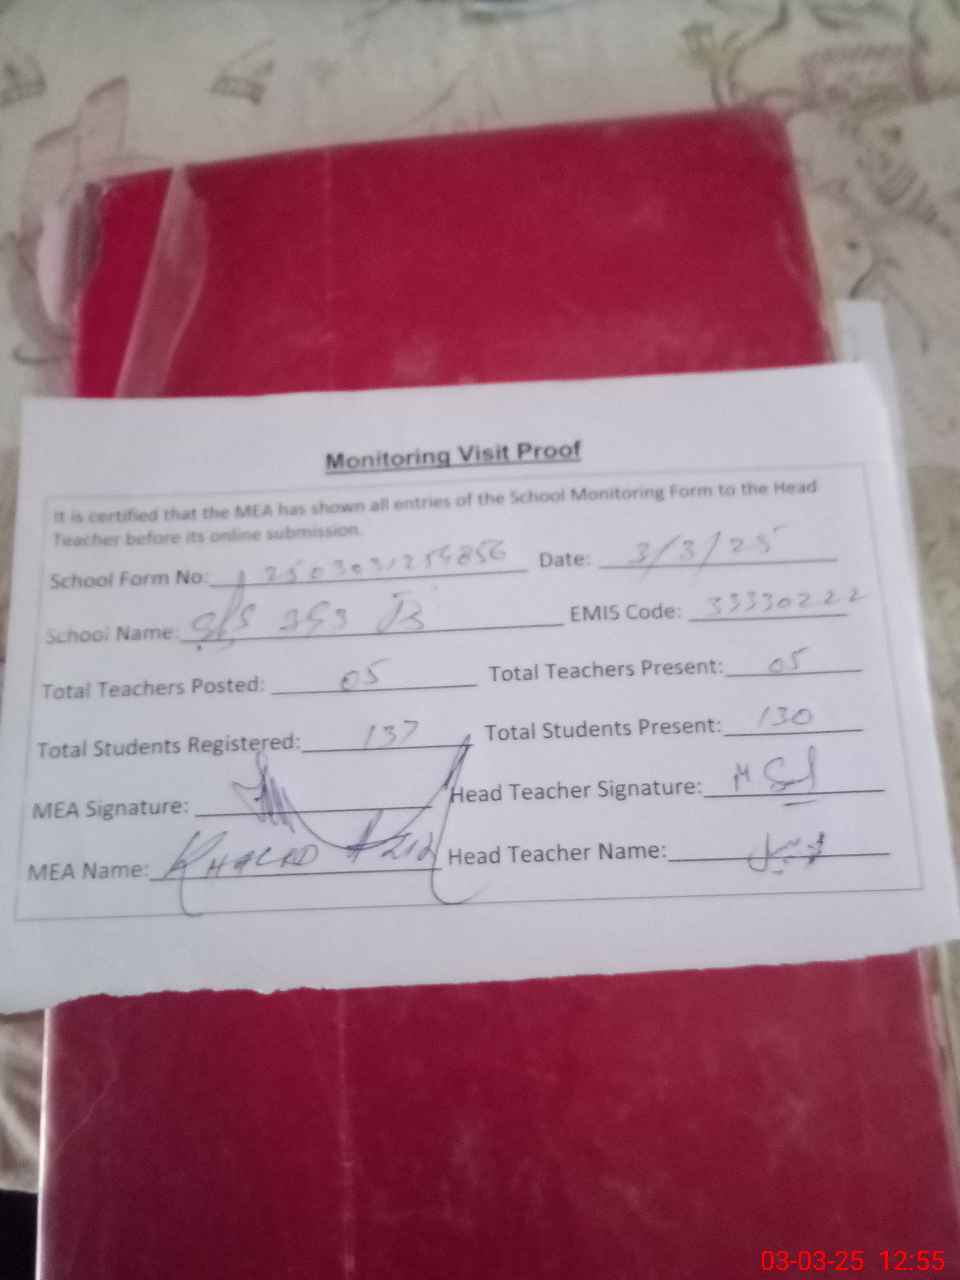 Monitoring Visit Proof
It is certified that the MEA has shown all entries of the School Monitoring Form to the Head
Teacher before its online submission.
School Form No: Date: 3/3/25
School Name: EMIS Code: 33330222
Total Teachers Posted: 05 Total Teachers Present: 05
Total Students Registered: 137 Total Students Present: 130
MEA Signature: Head Teacher Signature:
MEA Name: KHALID AZIZ Head Teacher Name:
03-03-25 12:55